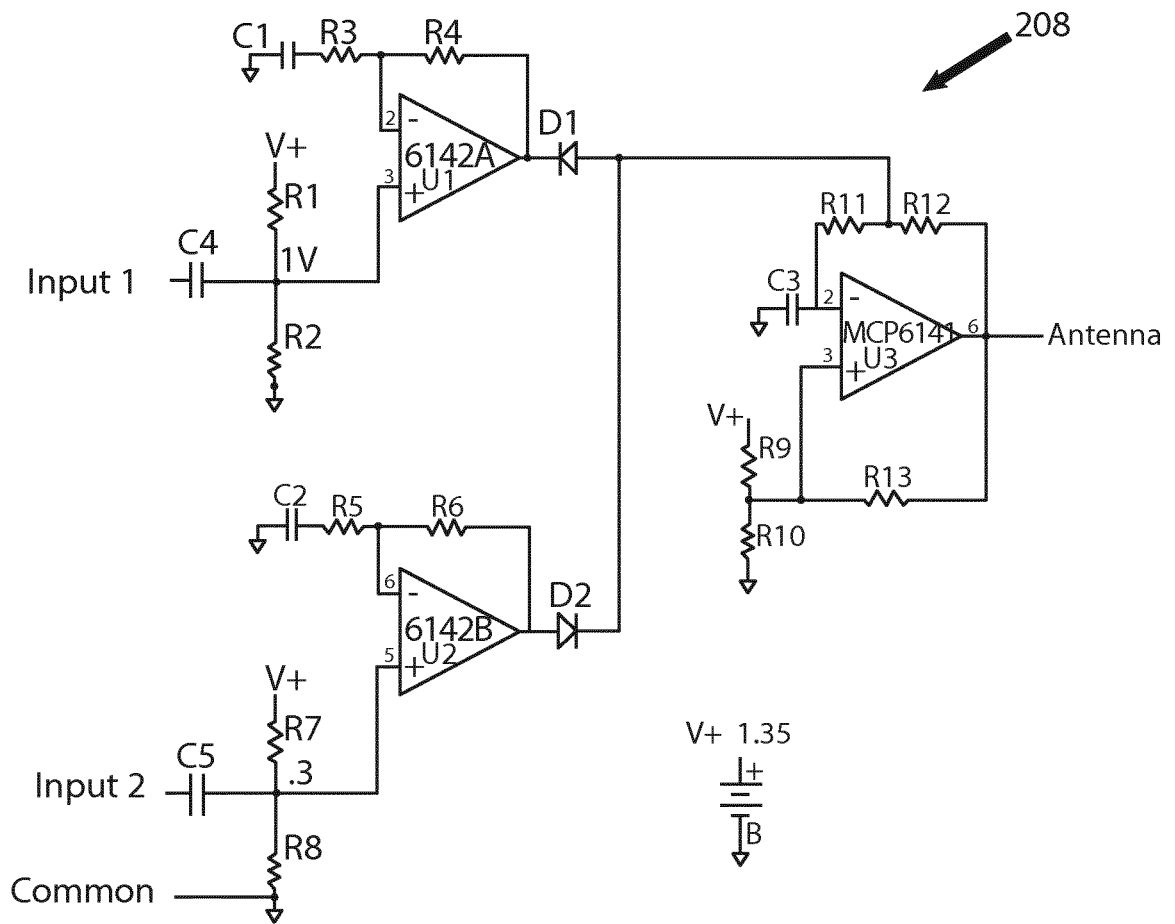 208
C1 R3 R4
2
-
V+
6142A
U1
D1
3
+
R1
C4
1V
Input 1
R2
R11 R12
C3
2
-
MCP6141
6
Antenna
3
U3
+
V+
R9
R13
R10
C2 R5 R6
6
-
6142B
D2
5
U2
+
V+
R7
C5
.3
Input 2
R8
Common
V+ 1.35
+
B